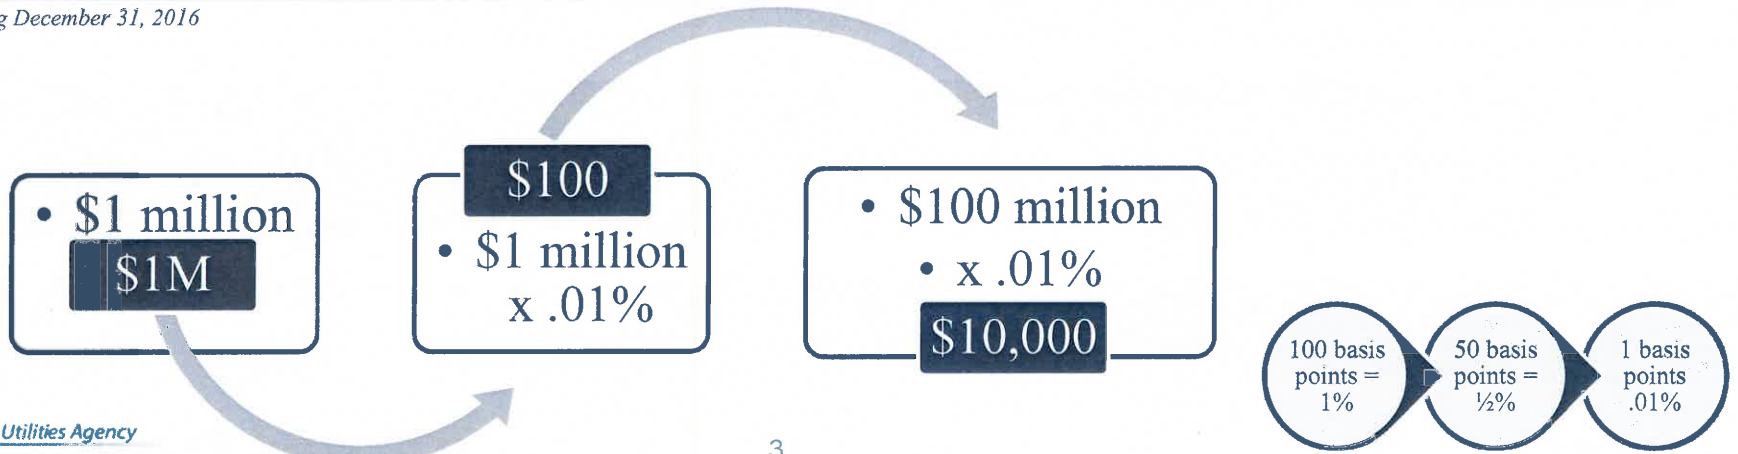 g December 31, 2016
• $1 million
$1M
$100
• $1 million
x .01%
• $100 million
• x .01%
$10,000
100 basis
points =
1%
50 basis
points =
½%
1 basis
points
.01%
Utilities Agency
3